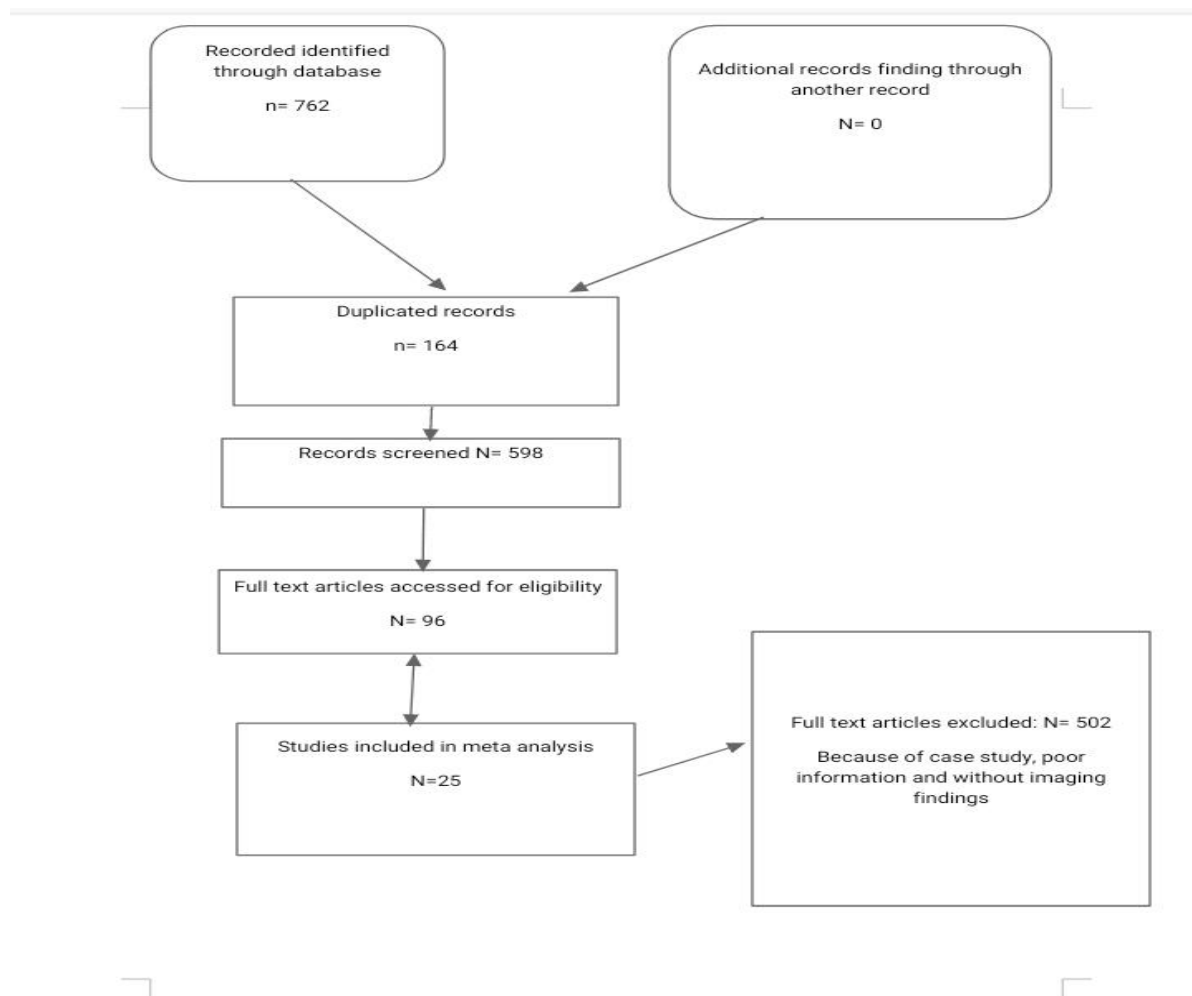 Recorded identified
through database
n= 762
Additional records finding through
another record
N= 0
Duplicated records
n= 164
Records screened N= 598
Full text articles accessed for eligibility
N= 96
Studies included in meta analysis
N=25
Full text articles excluded: N= 502
Because of case study, poor
information and without imaging
findings